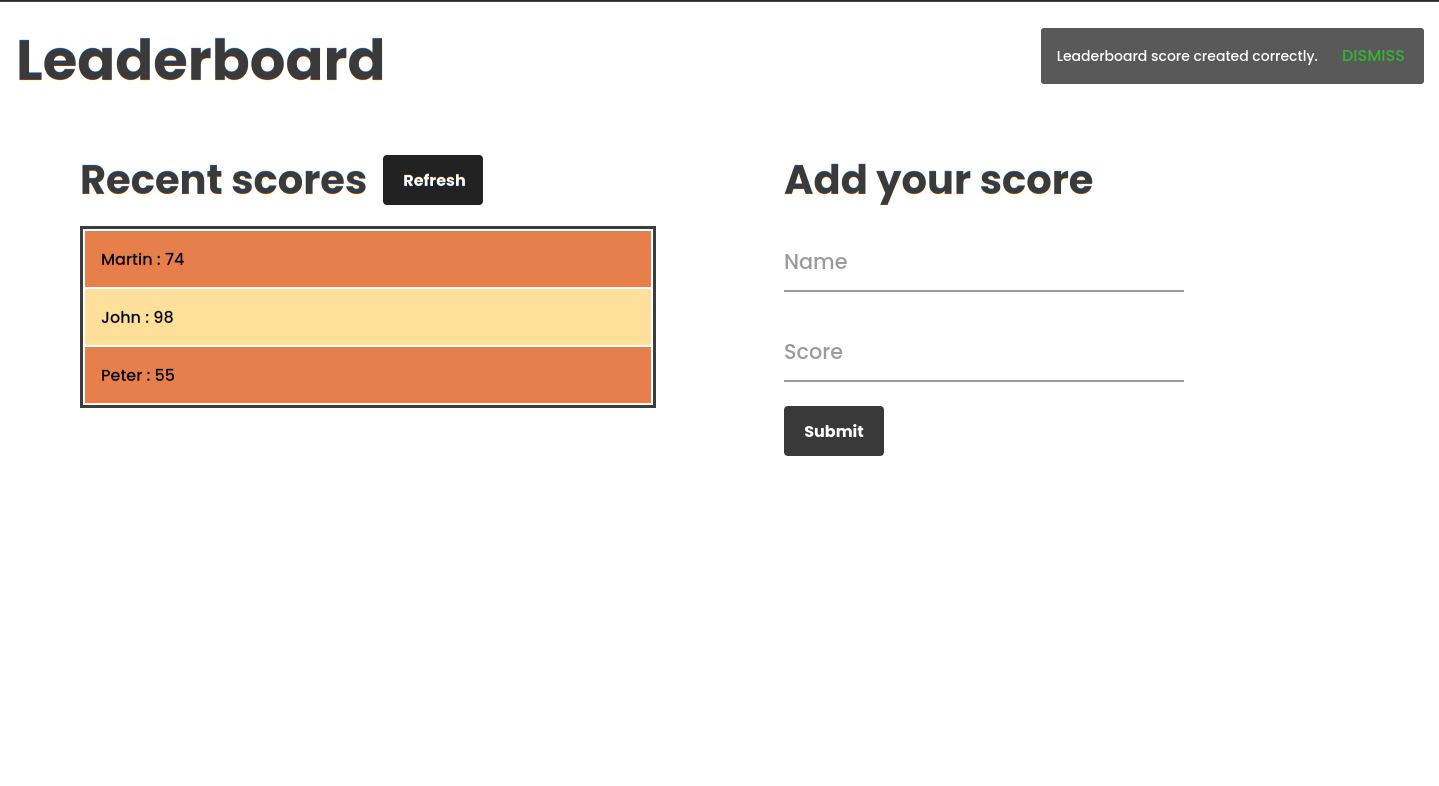 Leaderboard
Leaderboard score created correctly. DISMISS
Recent scores Refresh
Martin : 74
John : 98
Peter : 55
Add your score
Name
Score
Submit